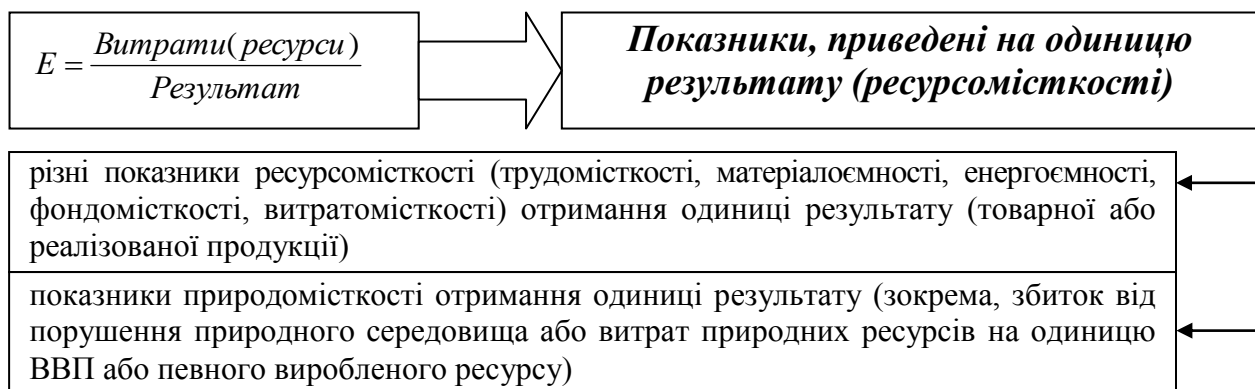 E = Витрати(ресурси) / Результат
Показники, приведені на одиницю
результату (ресурсомісткості)
різні показники ресурсомісткості (трудомісткості, матеріалоємності, енергоємності,
фондомісткості, витратомісткості) отримання одиниці результату (товарної або
реалізованої продукції)
показники природомісткості отримання одиниці результату (зокрема, збиток від
порушення природного середовища або витрат природних ресурсів на одиницю
ВВП або певного виробленого ресурсу)